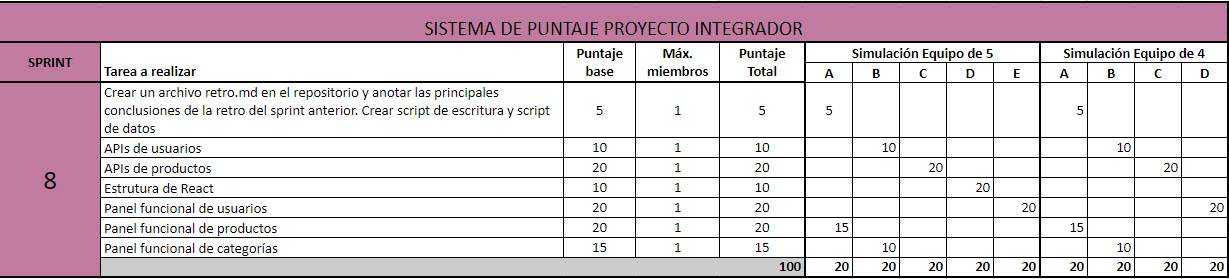 SISTEMA DE PUNTAJE PROYECTO INTEGRADOR
SPRINT Tarea a realizar Puntaje base Máx. miembros Puntaje Total Simulación Equipo de 5 Simulación Equipo de 4
A B C D E A B C D
8
Crear un archivo retro.md en el repositorio y anotar las principales
conclusiones de la retro del sprint anterior. Crear script de escritura y script
de datos 5 1 5 5 5
APIs de usuarios 10 1 10 10 10
APIs de productos 20 1 20 20 20
Estrutura de React 10 1 10 20
Panel funcional de usuarios 20 1 20 20 20
Panel funcional de productos 20 1 20 15 15
Panel funcional de categorías 15 1 15 10 10
100 20 20 20 20 20 20 20 20 20